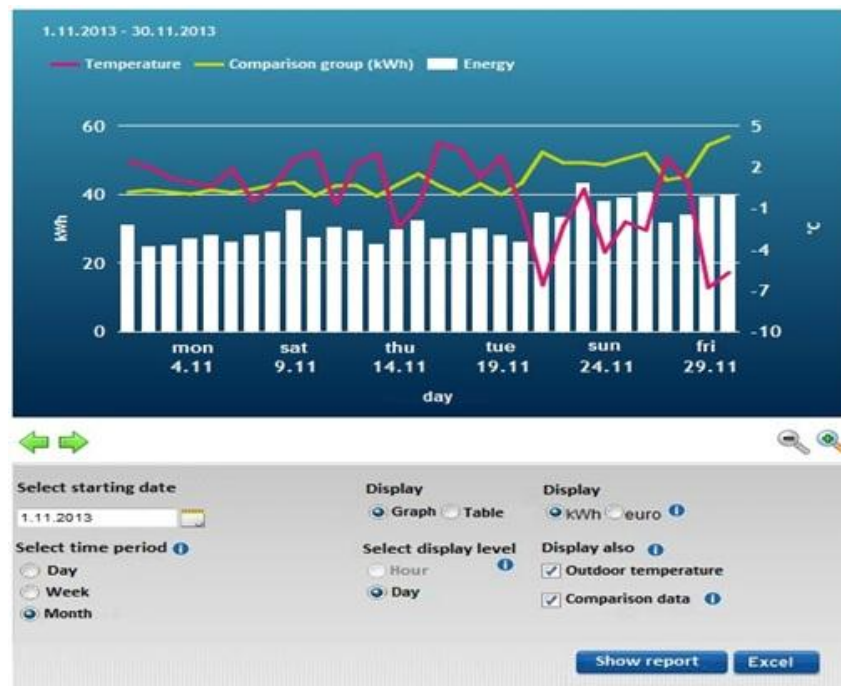 1.11.2013 - 30.11.2013
Temperature Comparison group (kWh) Energy
60 5
2
40 -1
kWh °C
-4
20
-7
0 -10
mon sat thu tue sun fri
4.11 9.11 14.11 19.11 24.11 29.11
day
Select starting date Display Display
1.11.2013 Graph Table kWh euro
Select time period Select display level Display also
Day Hour Outdoor temperature
Week Day Comparison data
Month
Show report Excel